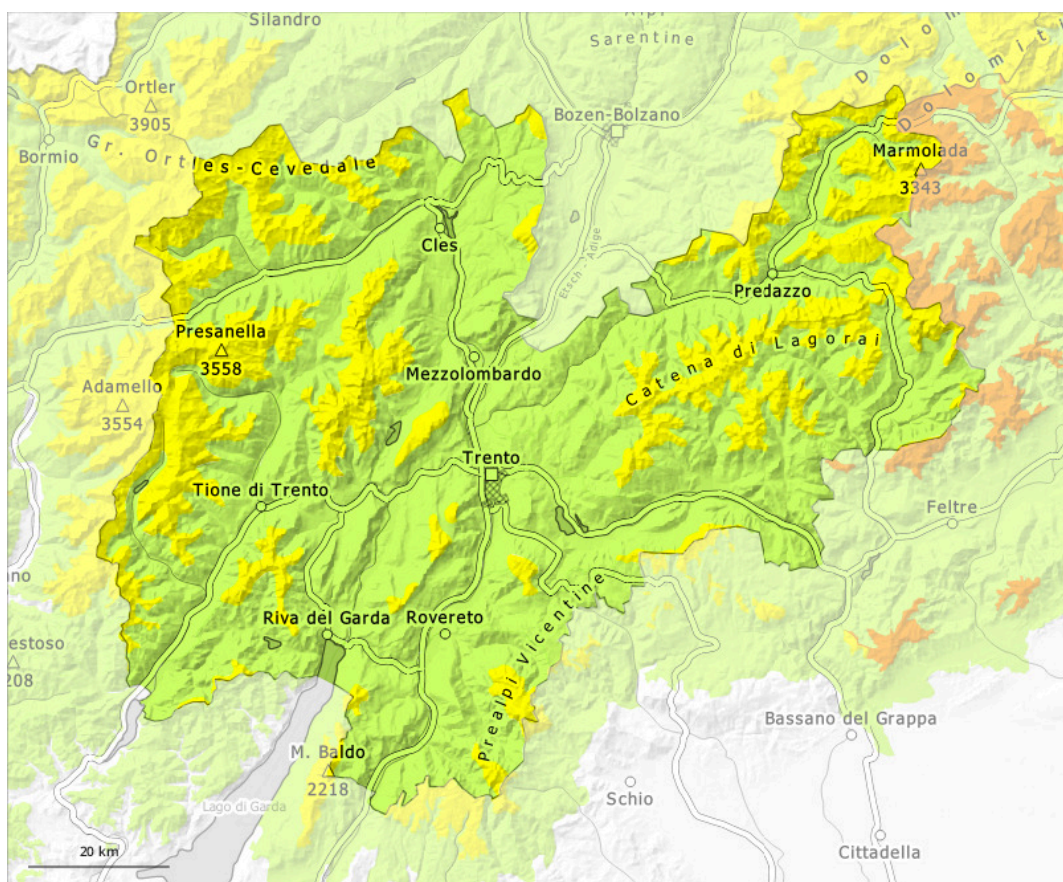 Silandro
Alpi
Sarentine
Dolo
Dolomiti
Ortler
3905
Bozen-Bolzano
Bormio
Gr. Ortles-Cevedale
Marmolada
3343
Cles
Etsch - Adige
Predazzo
Presanella
3558
Mezzolombardo
Catena di Lagorai
Adamello
3554
Trento
Tione di Trento
Feltre
Riva del Garda
Rovereto
Prealpi Vicentine
Bassano del Grappa
M. Baldo
2218
Lago di Garda
Schio
20 km
Cittadella